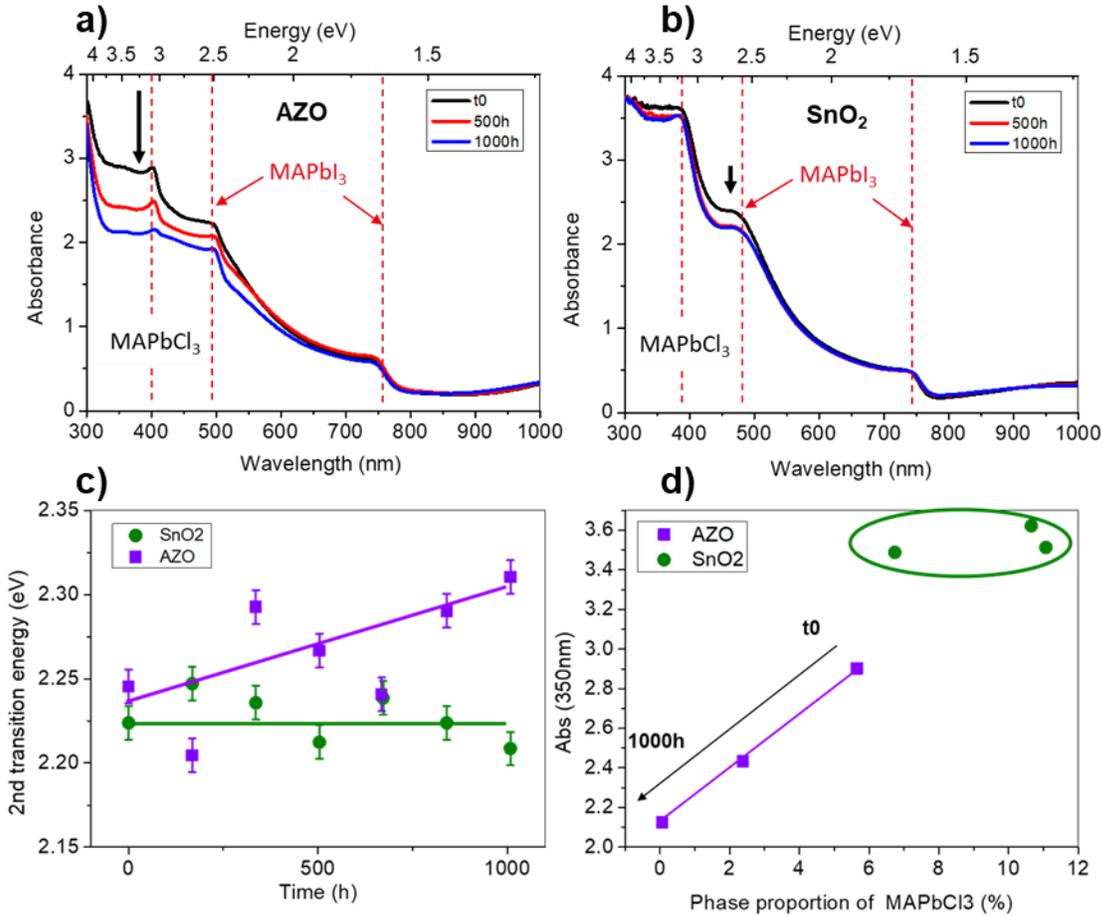 a)
Energy (eV)
4 3.5 3 2.5 2 1.5
4
3
2
1
0
Absorbance
AZO
t0
500h
1000h
MAPbI3
MAPbCl3
300 400 500 600 700 800 900 1000
Wavelength (nm)
b)
Energy (eV)
4 3.5 3 2.5 2 1.5
4
3
2
1
0
Absorbance
SnO2
t0
500h
1000h
MAPbI3
MAPbCl3
300 400 500 600 700 800 900 1000
Wavelength (nm)
c)
2.35
2.30
2.25
2.20
2.15
2nd transition energy (eV)
SnO2
AZO
0 500 1000
Time (h)
d)
3.6
3.4
3.2
3.0
2.8
2.6
2.4
2.2
2.0
Abs (350nm)
AZO
SnO2
t0
1000h
0 2 4 6 8 10 12
Phase proportion of MAPbCl3 (%)